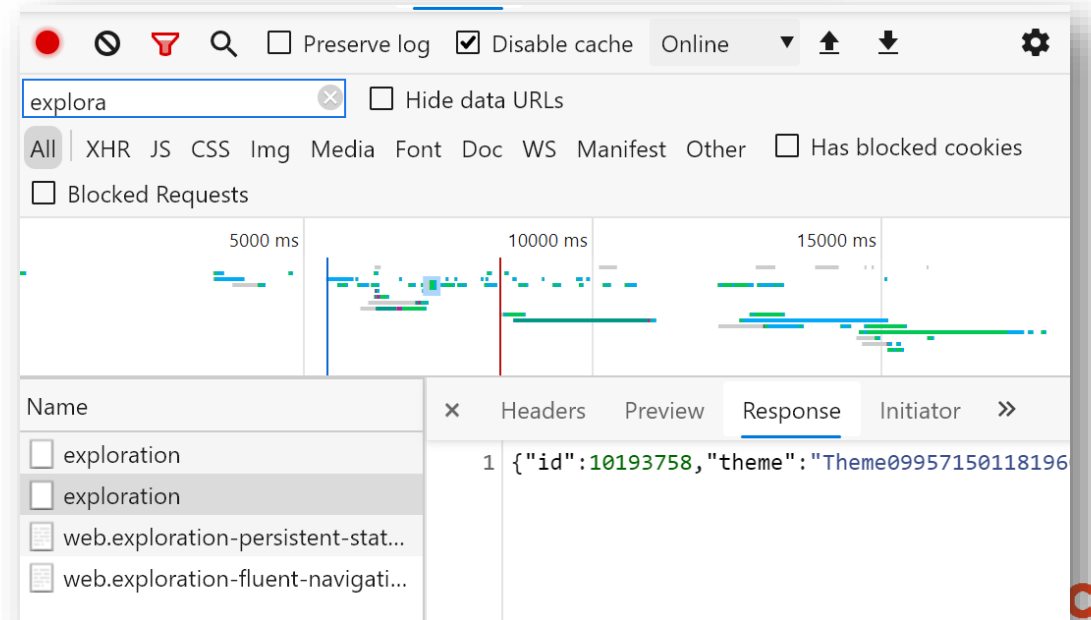 Preserve log Disable cache Online
explora Hide data URLs
All XHR JS CSS Img Media Font Doc WS Manifest Other Has blocked cookies
Blocked Requests
5000 ms 10000 ms 15000 ms
Name Headers Preview Response Initiator
exploration
1 {"id":10193758,"theme":"Theme09957150118196
exploration
web.exploration-persistent-stat...
web.exploration-fluent-navigati...